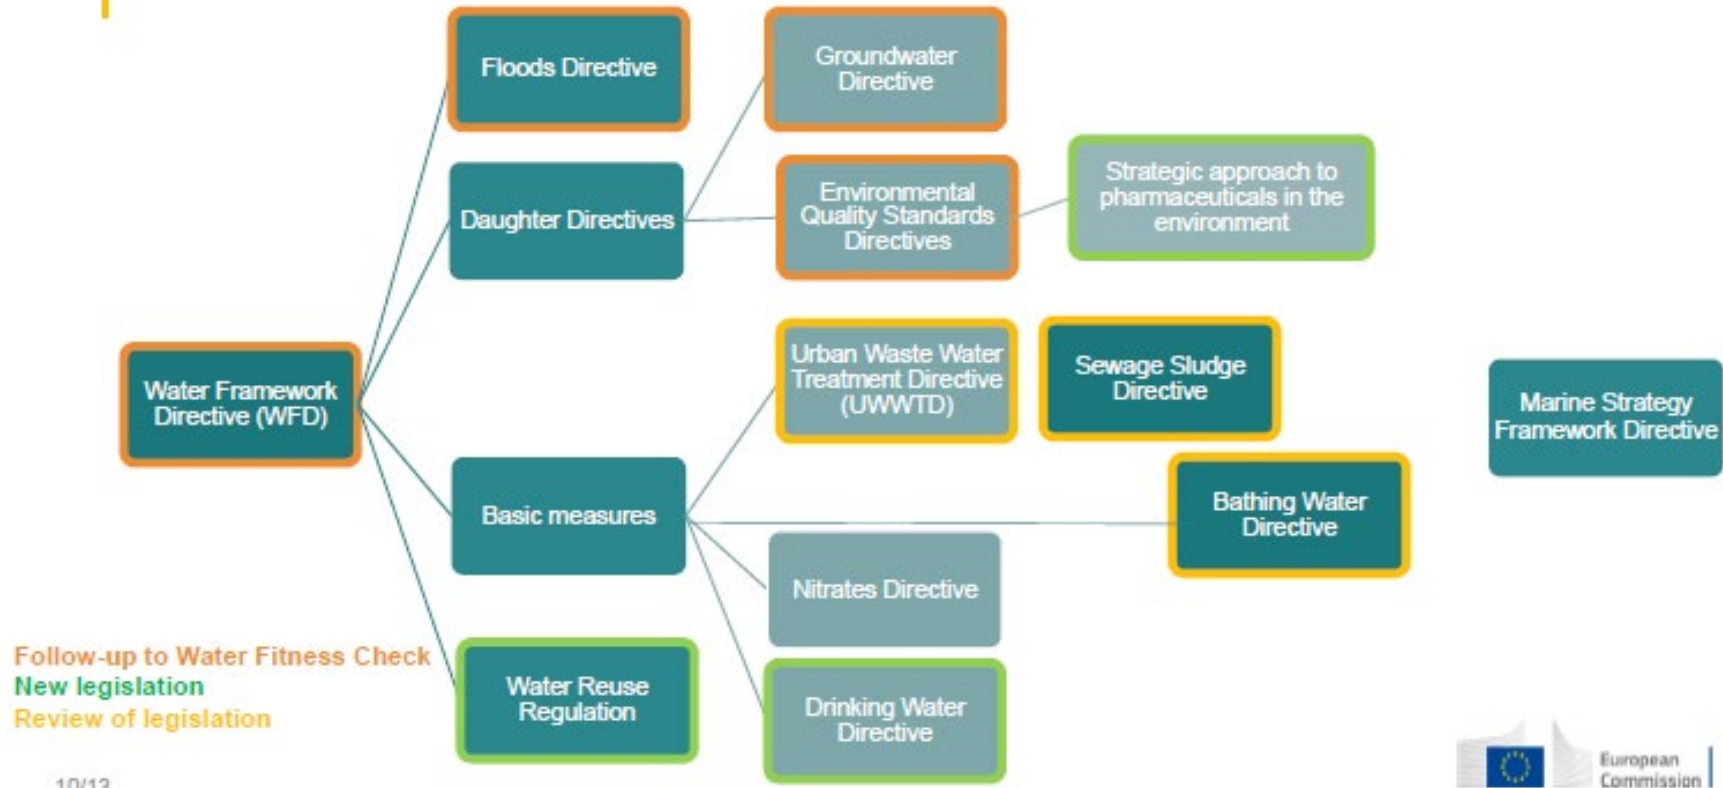 Floods Directive
Groundwater
Directive
Daughter Directives
Environmental
Quality Standards
Directives
Strategic approach to
pharmaceuticals in the
environment
Water Framework
Directive (WFD)
Urban Waste Water
Treatment Directive
(UWWTD)
Sewage Sludge
Directive
Marine Strategy
Framework Directive
Basic measures
Bathing Water
Directive
Nitrates Directive
Water Reuse
Regulation
Drinking Water
Directive
Follow-up to Water Fitness Check
New legislation
Review of legislation
10/13
European
Commission